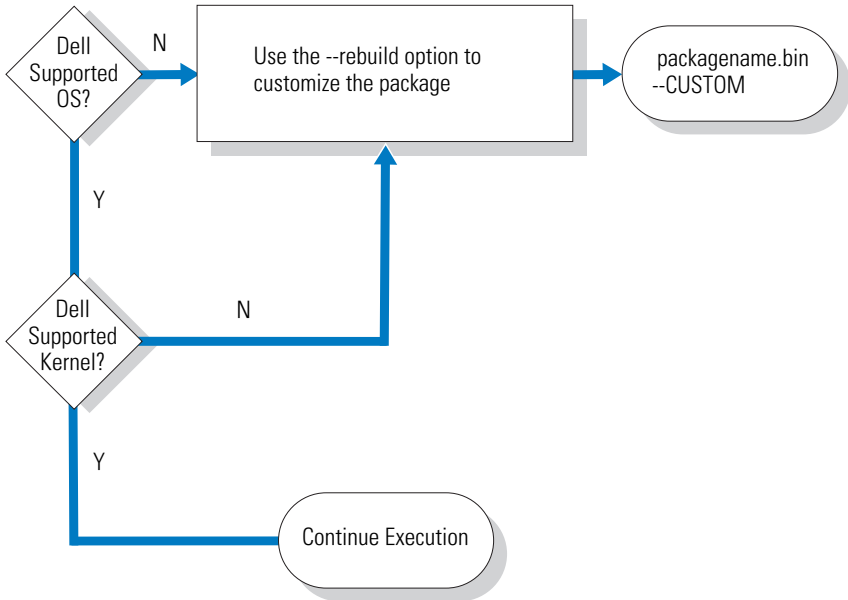 Dell
Supported
OS?
N
Use the --rebuild option to
customize the package
packagename.bin
--CUSTOM
Y
Dell
Supported
Kernel?
N
Y
Continue Execution